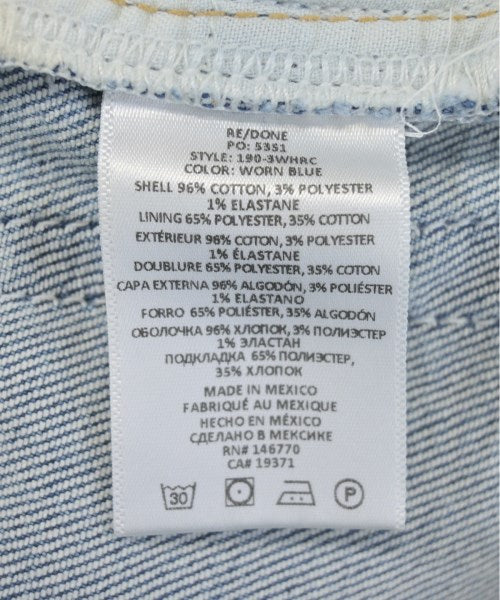 RE/DONE
PO: 5351
STYLE: 190-3WHRC
COLOR: WORN BLUE
SHELL 96% COTTON, 3% POLYESTER
1% ELASTANE
LINING 65% POLYESTER, 35% COTTON
EXTÉRIEUR 96% COTON, 3% POLYESTER
1% ÉLASTANE
DOUBLURE 65% POLYESTER, 35% COTON
CAPA EXTERNA 96% ALGODÓN, 3% POLIÉSTER
1% ELASTANO
FORRO 65% POLIÉSTER, 35% ALGODÓN
ОБОЛОЧКА 96% ХЛОПОК, 3% ПОЛИЭСТЕР
1% ЭЛАСТАН
ПОДКЛАДКА 65% ПОЛИЭСТЕР,
35% ХЛОПОК
MADE IN MEXICO
FABRIQUÉ AU MEXIQUE
HECHO EN MÉXICO
СДЕЛАНО В МЕКСИКЕ
RN# 146770
CA# 19371
30 P